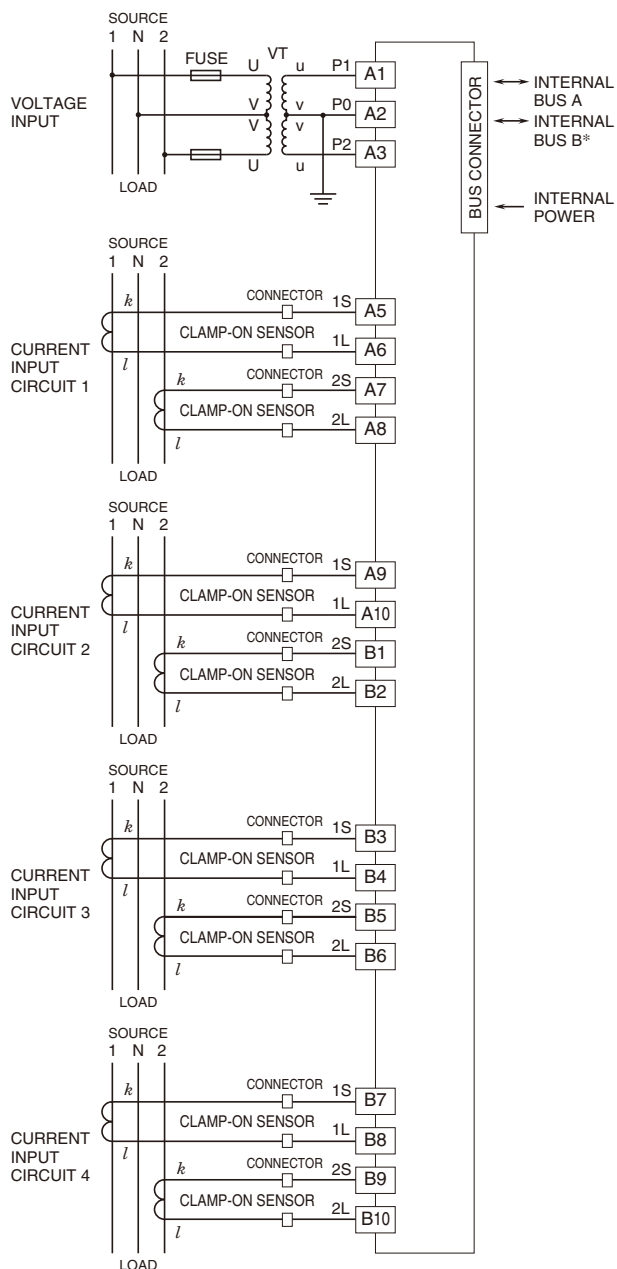 SOURCE
1 N 2
FUSE
VT
U u P1 A1
VOLTAGE
INPUT
V v P0 A2
V v
U u P2 A3
LOAD
BUS CONNECTOR
INTERNAL
BUS A
INTERNAL
BUS B*
INTERNAL
POWER
SOURCE
1 N 2
k CONNECTOR 1S A5
CLAMP-ON SENSOR
l 1L A6
CURRENT
INPUT
CIRCUIT 1
k CONNECTOR 2S A7
CLAMP-ON SENSOR
l 2L A8
LOAD
SOURCE
1 N 2
k CONNECTOR 1S A9
CLAMP-ON SENSOR
l 1L A10
CURRENT
INPUT
CIRCUIT 2
k CONNECTOR 2S B1
CLAMP-ON SENSOR
l 2L B2
LOAD
SOURCE
1 N 2
k CONNECTOR 1S B3
CLAMP-ON SENSOR
l 1L B4
CURRENT
INPUT
CIRCUIT 3
k CONNECTOR 2S B5
CLAMP-ON SENSOR
l 2L B6
LOAD
SOURCE
1 N 2
k CONNECTOR 1S B7
CLAMP-ON SENSOR
l 1L B8
CURRENT
INPUT
CIRCUIT 4
k CONNECTOR 2S B9
CLAMP-ON SENSOR
l 2L B10
LOAD